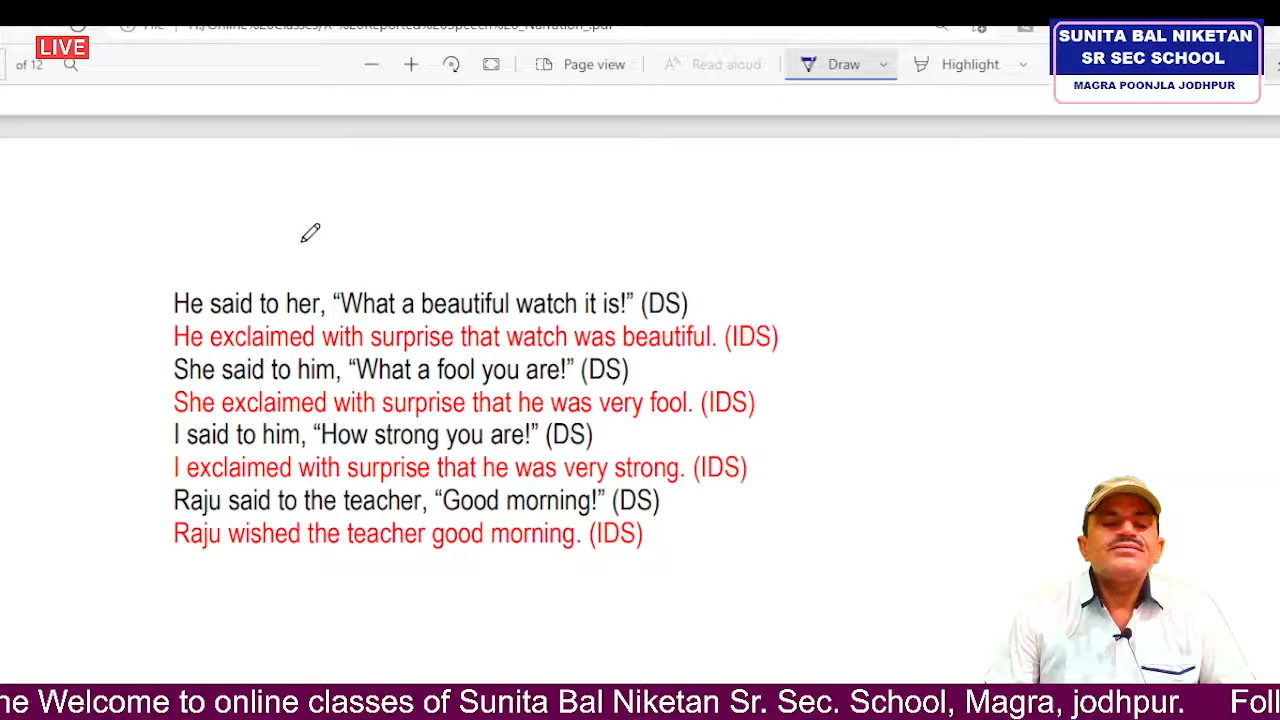 LIVE
SUNITA BAL NIKETAN
SR SEC SCHOOL
MAGRA POONJLA JODHPUR
of 12
Page view
Read aloud
Draw
Highlight
He said to her, “What a beautiful watch it is!” (DS)
He exclaimed with surprise that watch was beautiful. (IDS)
She said to him, “What a fool you are!” (DS)
She exclaimed with surprise that he was very fool. (IDS)
I said to him, “How strong you are!” (DS)
I exclaimed with surprise that he was very strong. (IDS)
Raju said to the teacher, “Good morning!” (DS)
Raju wished the teacher good morning. (IDS)
ne Welcome to online classes of Sunita Bal Niketan Sr. Sec. School, Magra, jodhpur. Foll